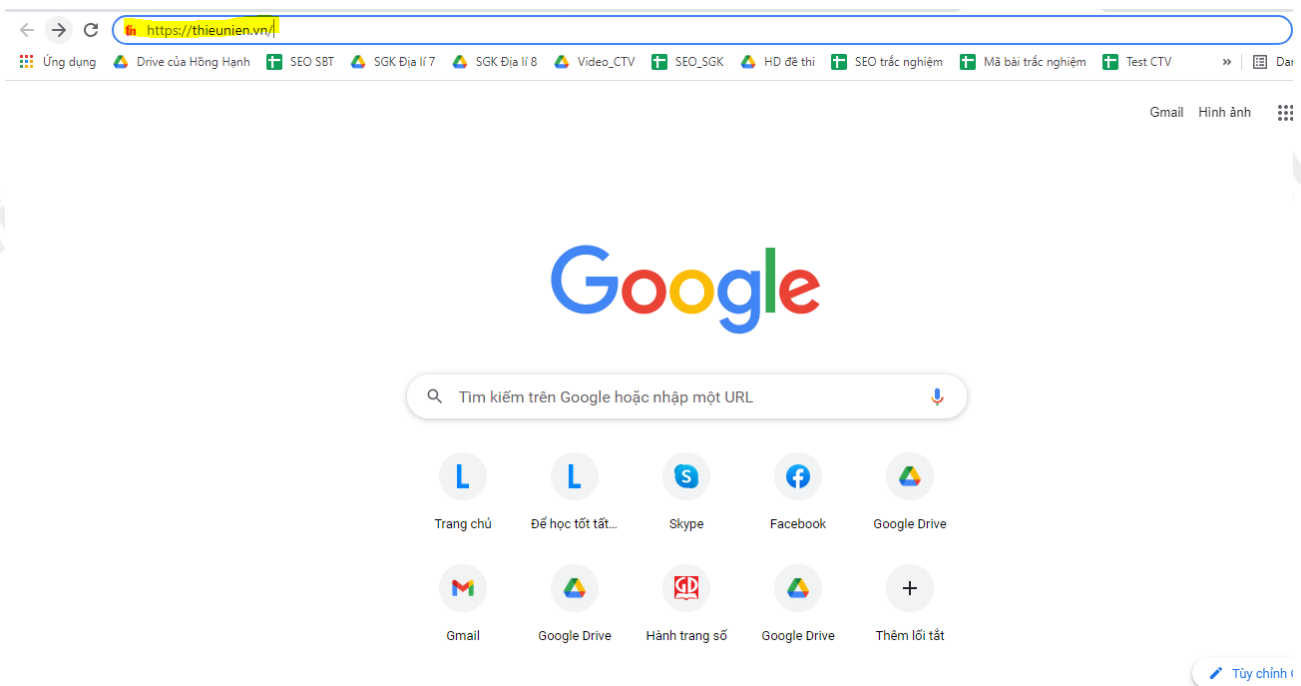 tn https://thieunien.vn/
Ứng dụng Drive của Hồng Hạnh SEO SBT SGK Địa lí 7 SGK Địa lí 8 Video_CTV SEO_SGK HD đề thi SEO trắc nghiệm Mã bài trắc nghiệm Test CTV » Dan
Gmail Hình ảnh
Google
Tìm kiếm trên Google hoặc nhập một URL
L L S
Trang chủ Để học tốt tất... Skype Facebook Google Drive
GD
Gmail Google Drive Hành trang số Google Drive Thêm lối tắt
Tùy chỉnh